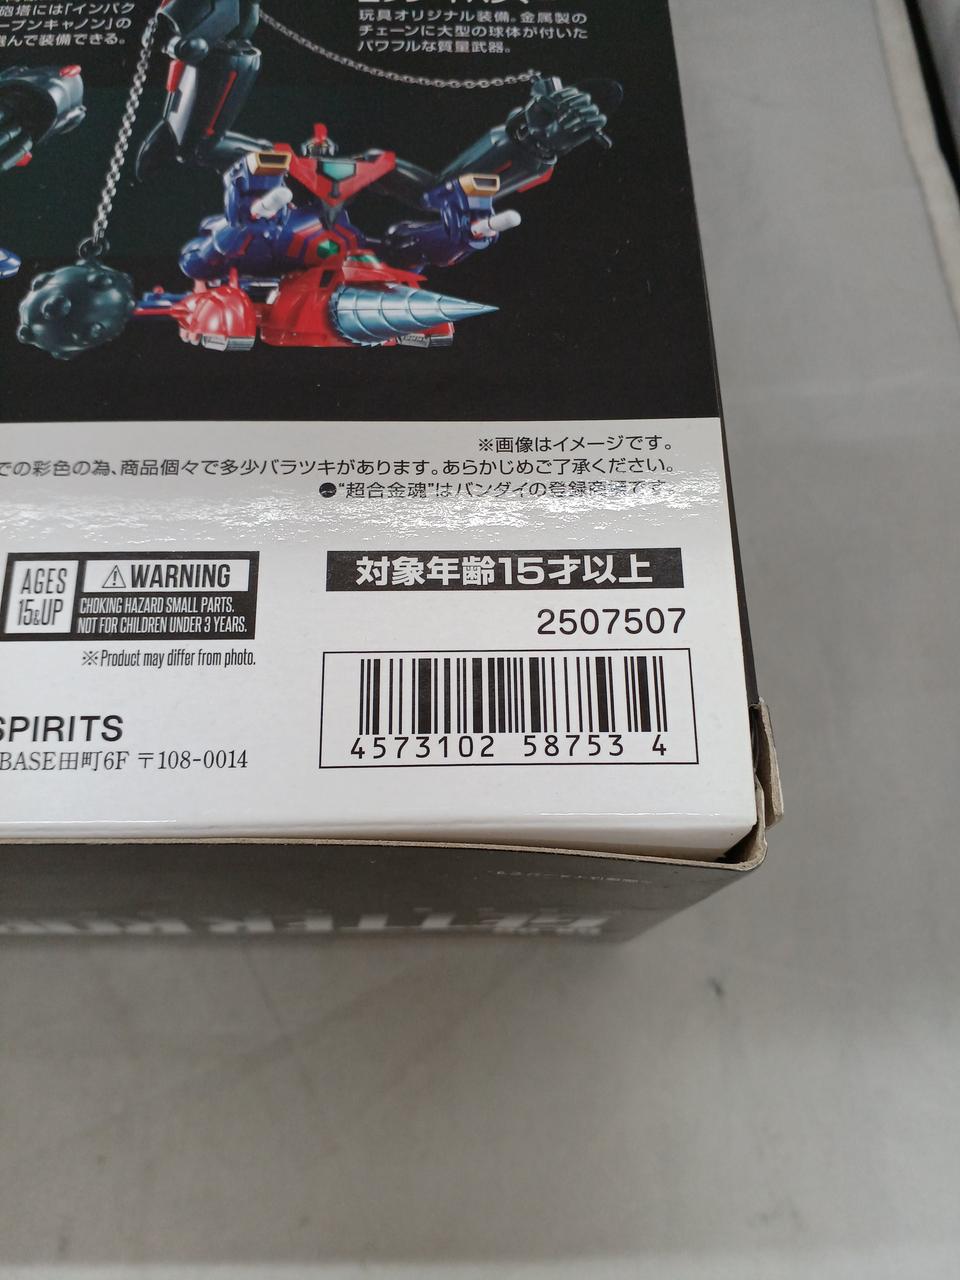 砲塔には「インパク
ープンキャノン」の
選んで装備できる。
玩具オリジナル装備。金属製の
チェーンに大型の球体が付いた
パワフルな質量武器。
※画像はイメージです。
での彩色の為、商品個々で多少バラツキがあります。あらかじめご了承ください。
●“超合金魂”はバンダイの登録商標です。
AGES
15&UP
⚠WARNING
CHOKING HAZARD SMALL PARTS.
NOT FOR CHILDREN UNDER 3 YEARS.
※Product may differ from photo.
対象年齢15才以上
2507507
4573102 58753 4
SPIRITS
BASE田町6F 〒108-0014